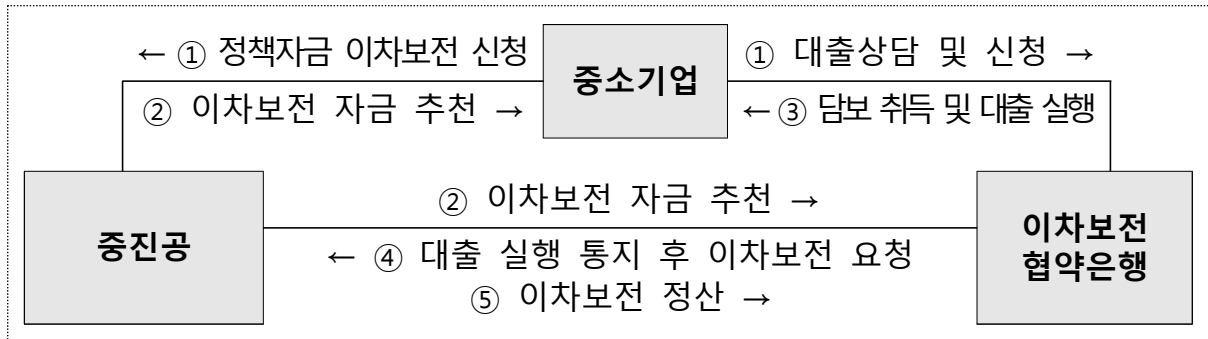 ← ① 정책자금 이차보전 신청
② 이차보전 자금 추천 →
중소기업
① 대출상담 및 신청 →
← ③ 담보 취득 및 대출 실행
중진공
② 이차보전 자금 추천 →
← ④ 대출 실행 통지 후 이차보전 요청
⑤ 이차보전 정산 →
이차보전
협약은행